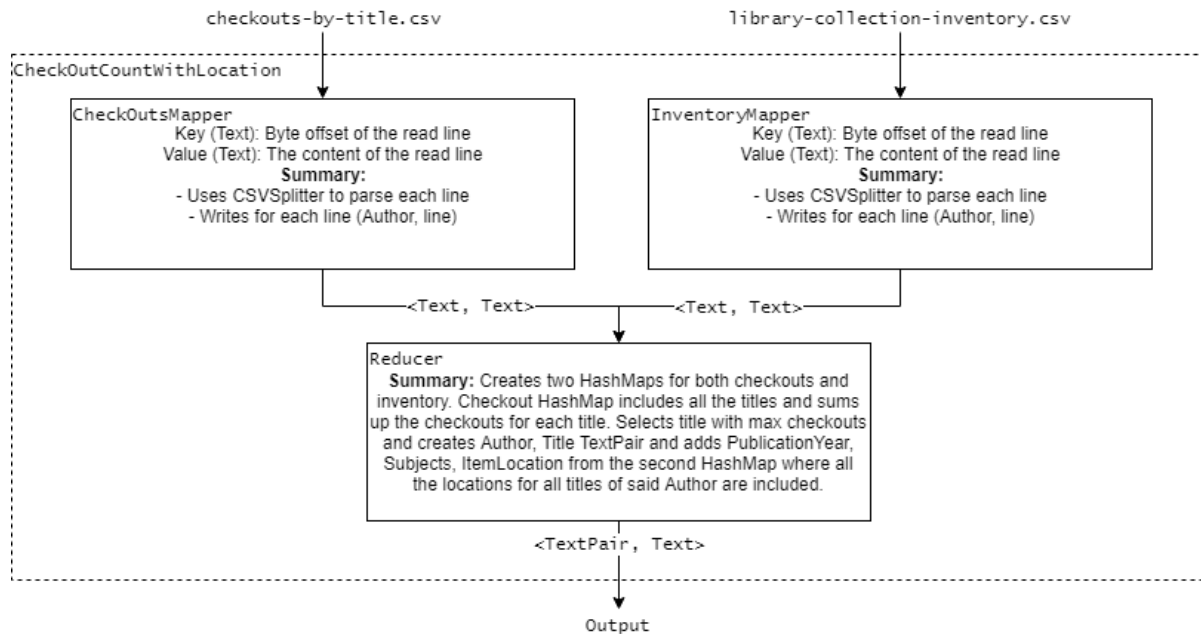 checkouts-by-title.csv
library-collection-inventory.csv
CheckOutCountWithLocation
CheckOutsMapper
Key (Text): Byte offset of the read line
Value (Text): The content of the read line
Summary:
- Uses CSVSplitter to parse each line
- Writes for each line (Author, line)
InventoryMapper
Key (Text): Byte offset of the read line
Value (Text): The content of the read line
Summary:
- Uses CSVSplitter to parse each line
- Writes for each line (Author, line)
<Text, Text>
<Text, Text>
Reducer
Summary: Creates two HashMaps for both checkouts and
inventory. Checkout HashMap includes all the titles and sums
up the checkouts for each title. Selects title with max checkouts
and creates Author, Title TextPair and adds PublicationYear,
Subjects, ItemLocation from the second HashMap where all
the locations for all titles of said Author are included.
<TextPair, Text>
Output